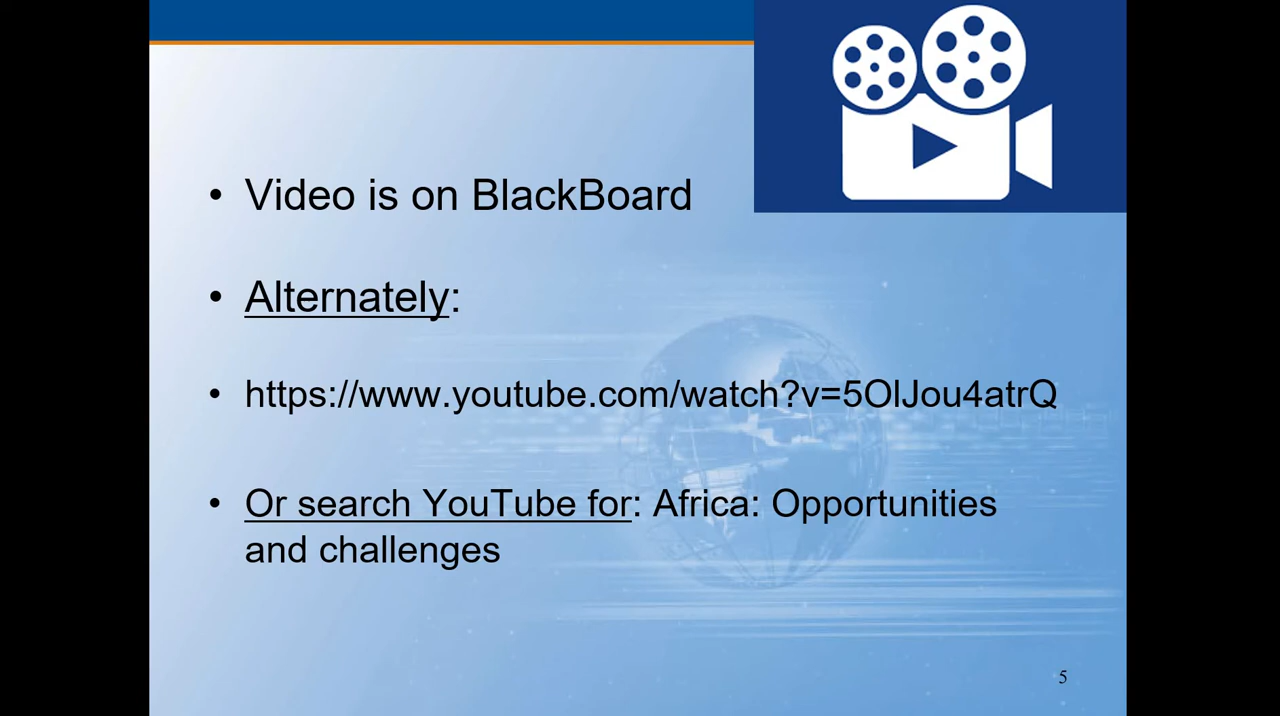 • Video is on BlackBoard
• Alternately:
• https://www.youtube.com/watch?v=5OlJou4atrQ
• Or search YouTube for: Africa: Opportunities
and challenges
5